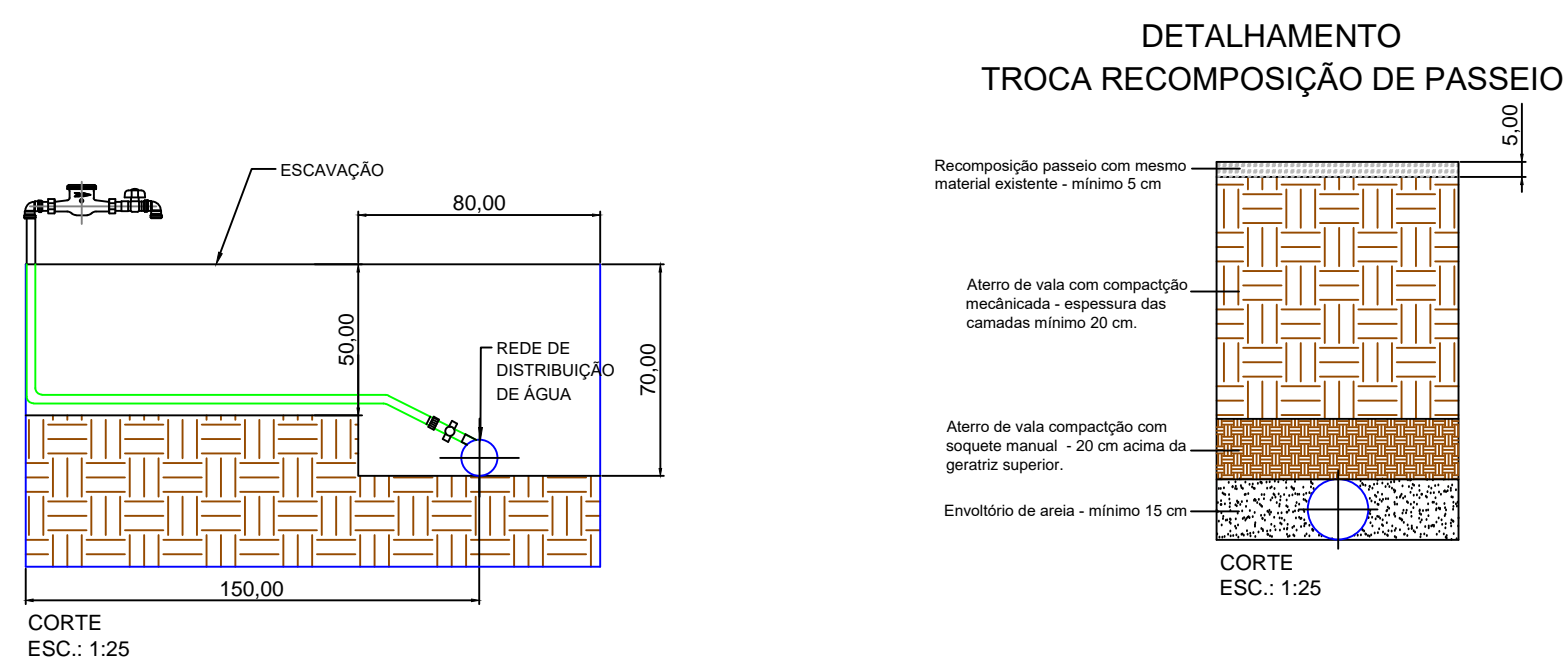 DETALHAMENTO
TROCA RECOMPOSIÇÃO DE PASSEIO
ESCAVAÇÃO
80,00
50,00
REDE DE
DISTRIBUIÇÃO
DE ÁGUA
70,00
150,00
CORTE
ESC.: 1:25
5,00
Recomposição passeio com mesmo
material existente - mínimo 5 cm
Aterro de vala com compactção
mecânicada - espessura das
camadas mínimo 20 cm.
Aterro de vala compactção com
soquete manual - 20 cm acima da
geratriz superior.
Envoltório de areia - mínimo 15 cm
CORTE
ESC.: 1:25